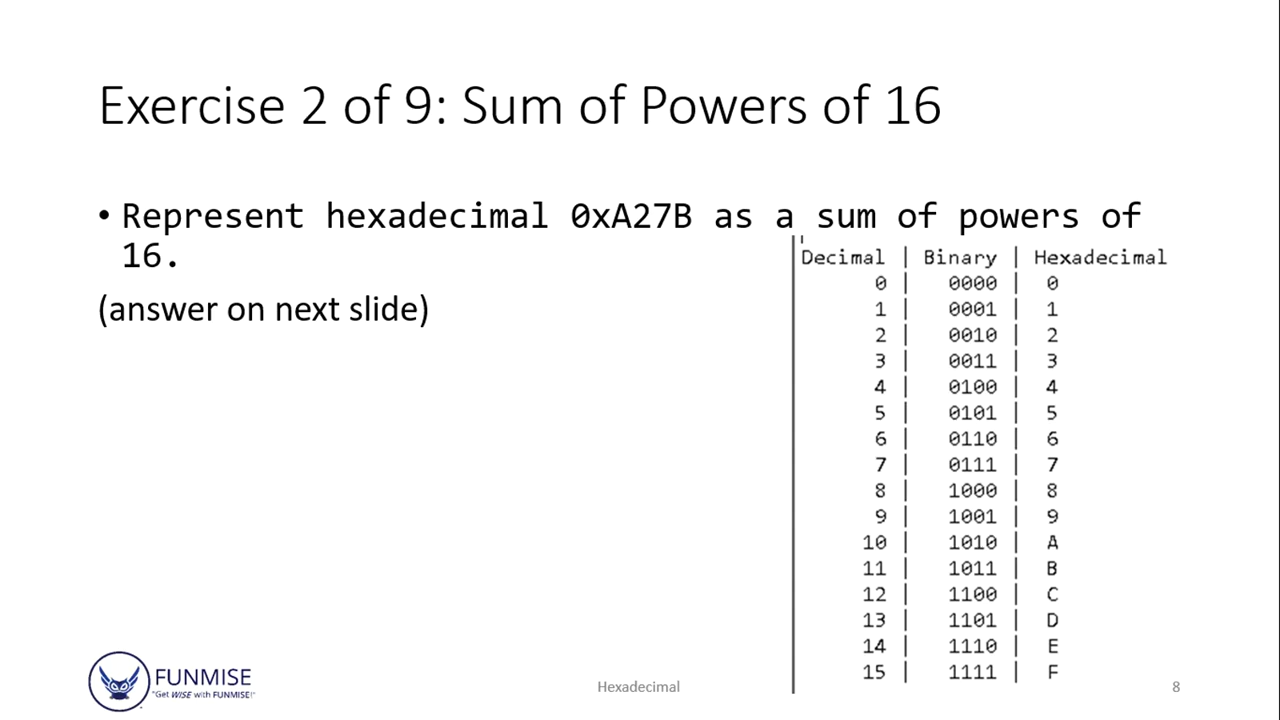 Exercise 2 of 9: Sum of Powers of 16
• Represent hexadecimal 0xA27B as a sum of powers of
16.
(answer on next slide)
Decimal | Binary | Hexadecimal
0 | 0000 | 0
1 | 0001 | 1
2 | 0010 | 2
3 | 0011 | 3
4 | 0100 | 4
5 | 0101 | 5
6 | 0110 | 6
7 | 0111 | 7
8 | 1000 | 8
9 | 1001 | 9
10 | 1010 | A
11 | 1011 | B
12 | 1100 | C
13 | 1101 | D
14 | 1110 | E
15 | 1111 | F
FUNMISE
"Get WISE with FUNMISE!"
Hexadecimal
8